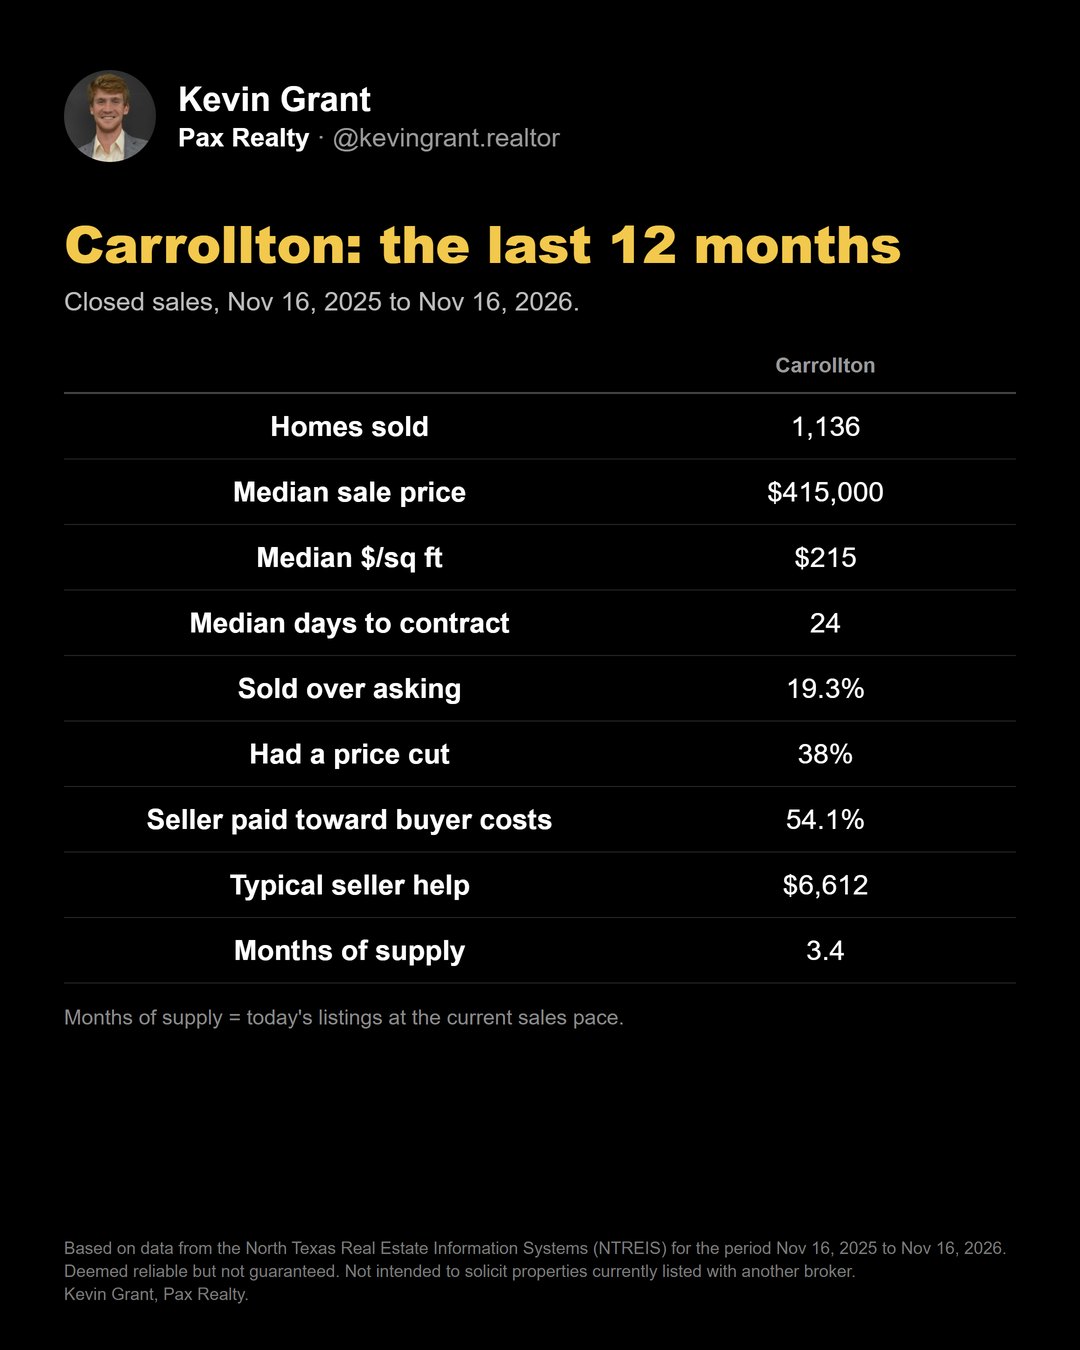 Kevin Grant
Pax Realty · @kevingrant.realtor
Carrollton: the last 12 months
Closed sales, Nov 16, 2025 to Nov 16, 2026.
Carrollton
Homes sold 1,136
Median sale price $415,000
Median $/sq ft $215
Median days to contract 24
Sold over asking 19.3%
Had a price cut 38%
Seller paid toward buyer costs 54.1%
Typical seller help $6,612
Months of supply 3.4
Months of supply = today's listings at the current sales pace.
Based on data from the North Texas Real Estate Information Systems (NTREIS) for the period Nov 16, 2025 to Nov 16, 2026.
Deemed reliable but not guaranteed. Not intended to solicit properties currently listed with another broker.
Kevin Grant, Pax Realty.